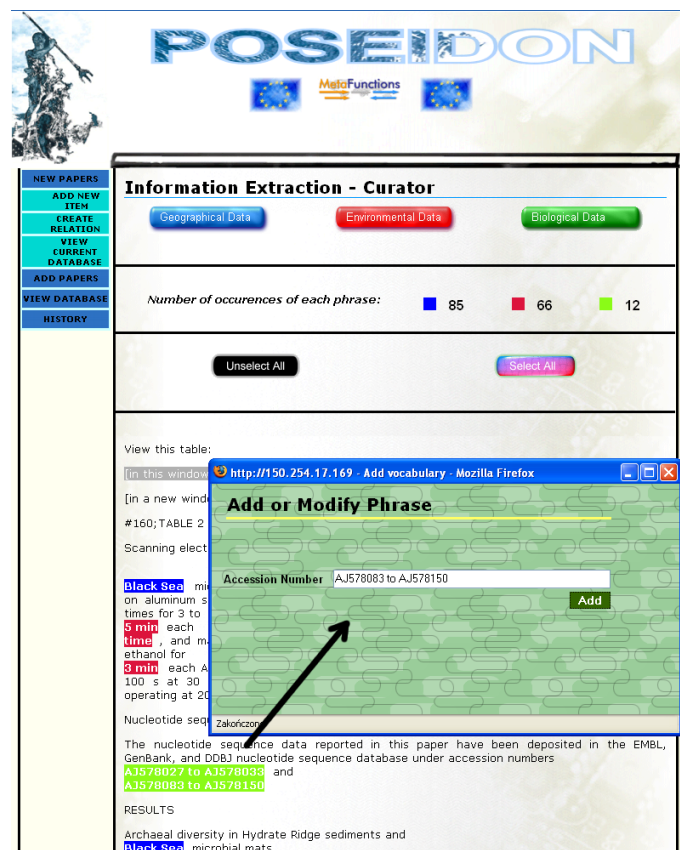 POSEIDON
MetaFunctions
NEW PAPERS
ADD NEW
ITEM
CREATE
RELATION
VIEW
CURRENT
DATABASE
ADD PAPERS
VIEW DATABASE
HISTORY
Information Extraction - Curator
Geographical Data
Environmental Data
Biological Data
Number of occurences of each phrase:
85
66
12
Unselect All
Select All
View this table:
[in this window
[in a new wind
#160;TABLE 2
Scanning elect
Black Sea mi
on aluminum s
times for 3 to
5 min each
time , and m
ethanol for
3 min each A
100 s at 30
operating at 20
Nucleotide seq
http://150.254.17.169 - Add vocabulary - Mozilla Firefox
Add or Modify Phrase
Accession Number AJ578083 to AJ578150
Add
Zakończono
The nucleotide sequence data reported in this paper have been deposited in the EMBL,
GenBank, and DDBJ nucleotide sequence database under accession numbers
AJ578027 to AJ578033 and
AJ578083 to AJ578150
RESULTS
Archaeal diversity in Hydrate Ridge sediments and
Black Sea microbial mats